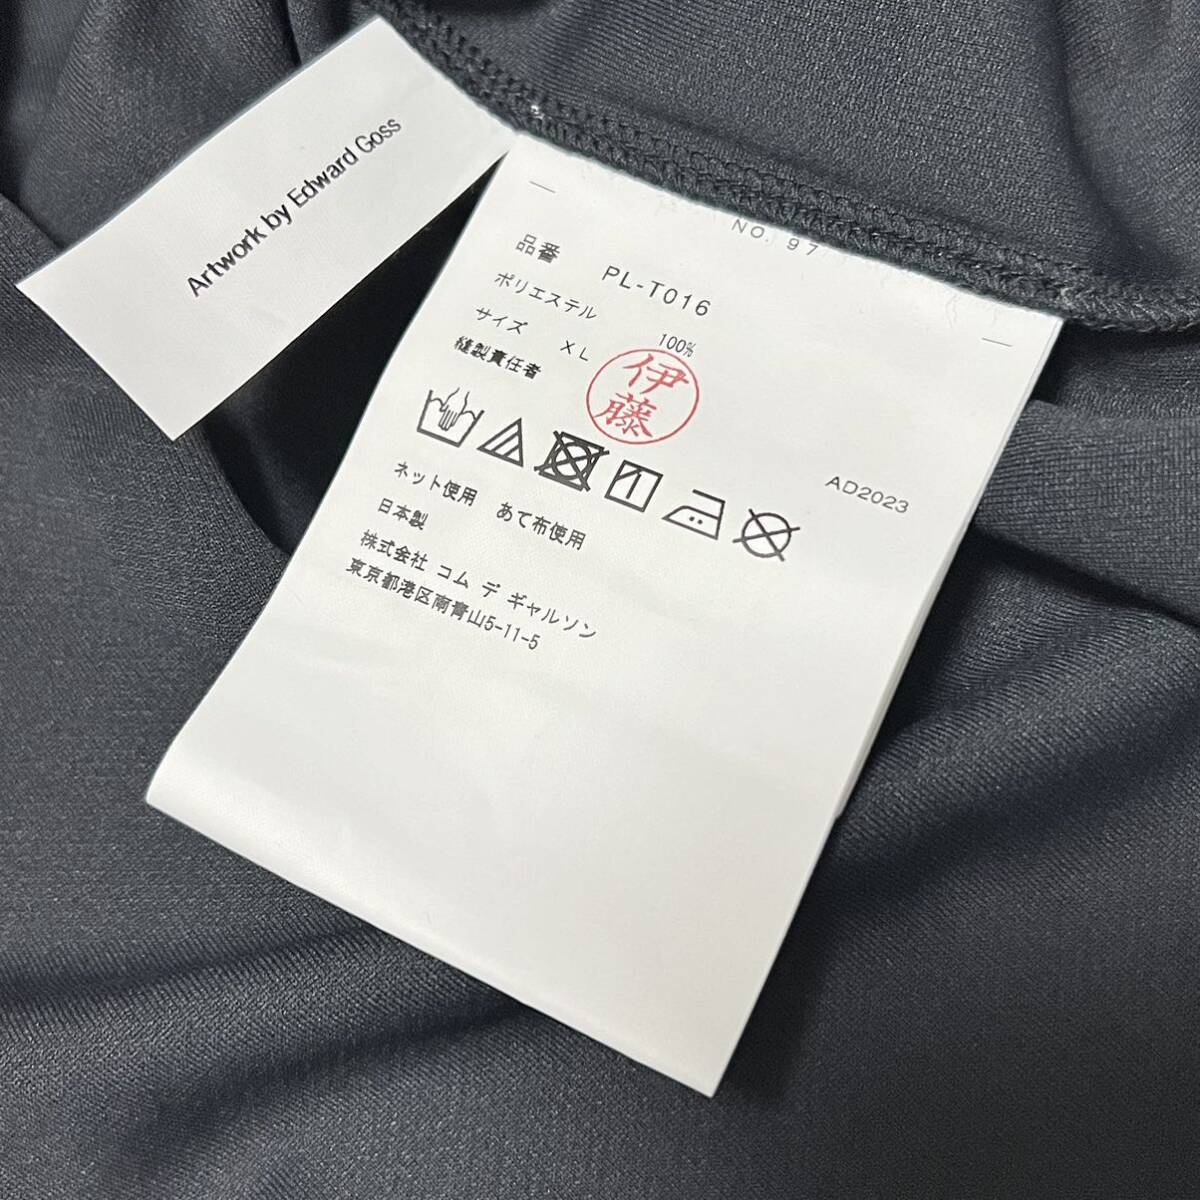 Artwork by Edward Goss
NO. 97
品番 PL-T016
ポリエステル 100%
サイズ XL
縫製責任者
伊藤
AD2023
ネット使用 あて布使用
日本製
株式会社 コム デ ギャルソン
東京都港区南青山5-11-5